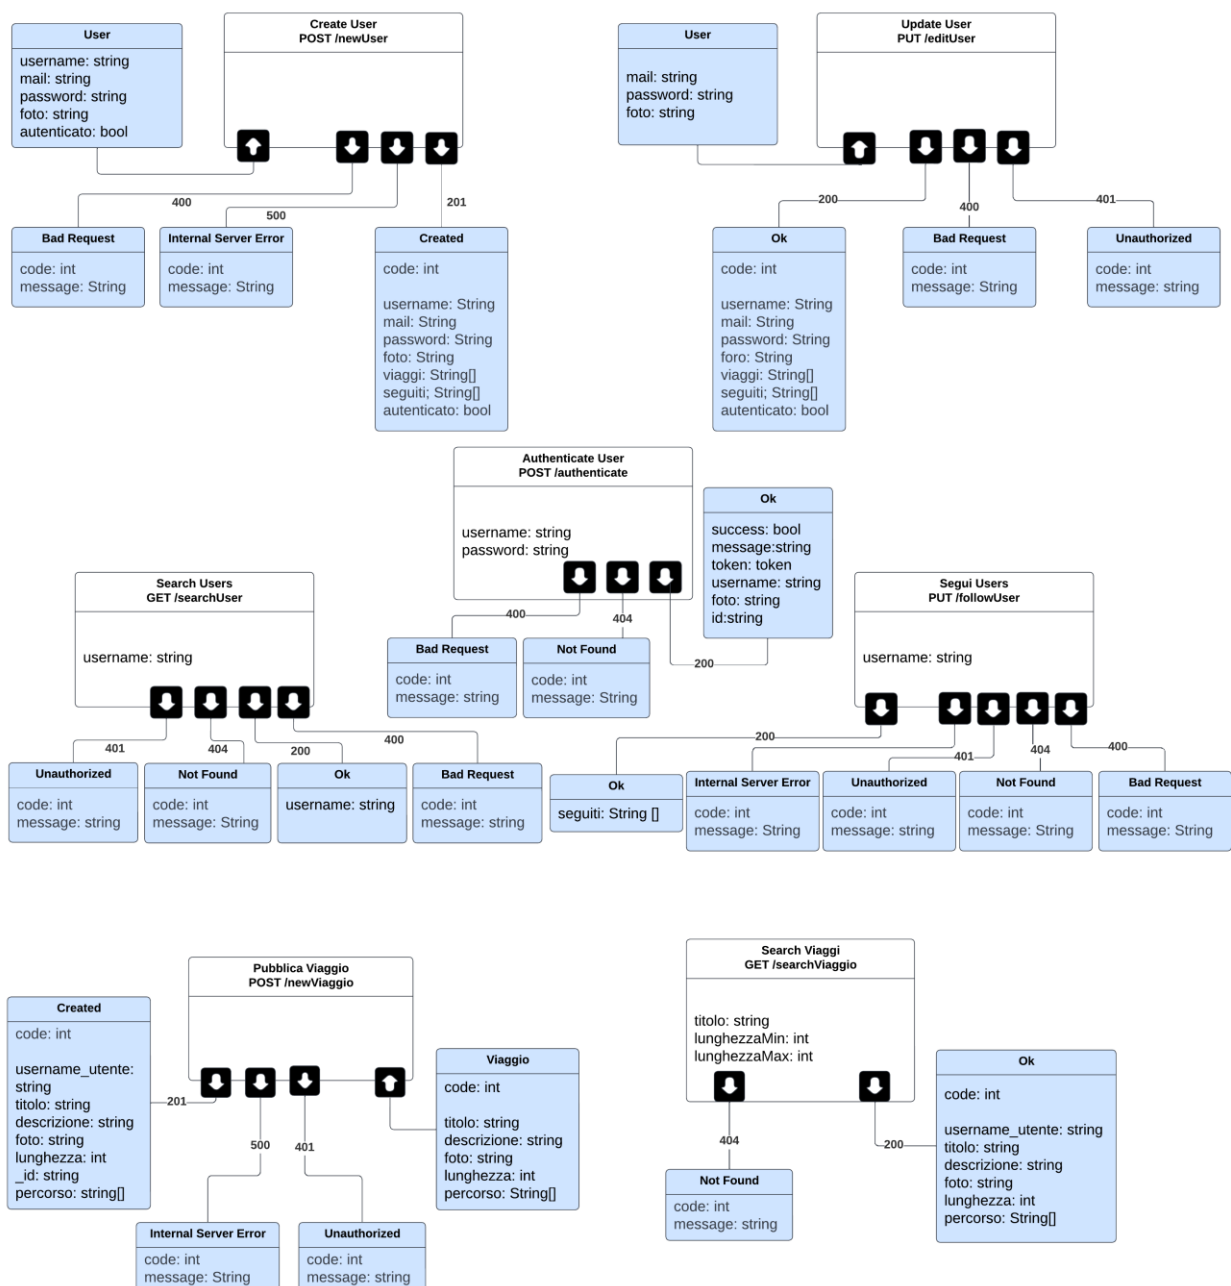 Create User
POST /newUser
User
username: string
mail: string
password: string
foto: string
autenticato: bool
400
500
201
Bad Request
code: int
message: String
Internal Server Error
code: int
message: String
Created
code: int
username: String
mail: String
password: String
foto: String
viaggi: String[]
seguiti; String[]
autenticato: bool
Update User
PUT /editUser
User
mail: string
password: string
foto: string
200
400
401
Ok
code: int
username: String
mail: String
password: String
foro: String
viaggi: String[]
seguiti; String[]
autenticato: bool
Bad Request
code: int
message: String
Unauthorized
code: int
message: string
Authenticate User
POST /authenticate
username: string
password: string
400
404
200
Bad Request
code: int
message: string
Not Found
code: int
message: String
Ok
success: bool
message:string
token: token
username: string
foto: string
id:string
Search Users
GET /searchUser
username: string
401
404
200
400
Unauthorized
code: int
message: string
Not Found
code: int
message: String
Ok
username: string
Bad Request
code: int
message: string
Segui Users
PUT /followUser
username: string
200
401
404
400
Ok
seguiti: String []
Internal Server Error
code: int
message: String
Unauthorized
code: int
message: string
Not Found
code: int
message: String
Bad Request
code: int
message: String
Pubblica Viaggio
POST /newViaggio
Created
code: int
username_utente:
string
titolo: string
descrizione: string
foto: string
lunghezza: int
_id: string
percorso: string[]
201
500
401
Viaggio
code: int
titolo: string
descrizione: string
foto: string
lunghezza: int
percorso: String[]
Internal Server Error
code: int
message: String
Unauthorized
code: int
message: string
Search Viaggi
GET /searchViaggio
titolo: string
lunghezzaMin: int
lunghezzaMax: int
404
200
Not Found
code: int
message: string
Ok
code: int
username_utente: string
titolo: string
descrizione: string
foto: string
lunghezza: int
percorso: String[]